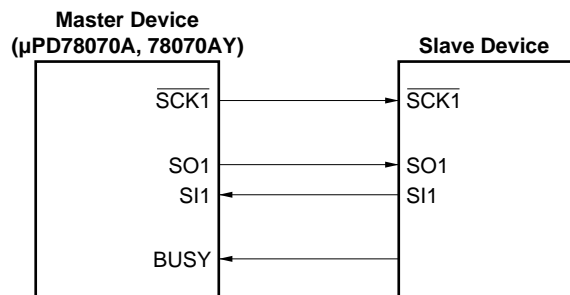 Master Device
(µPD78070A, 78070AY)
Slave Device
SCK1 SCK1
SO1 SO1
SI1 SI1
BUSY